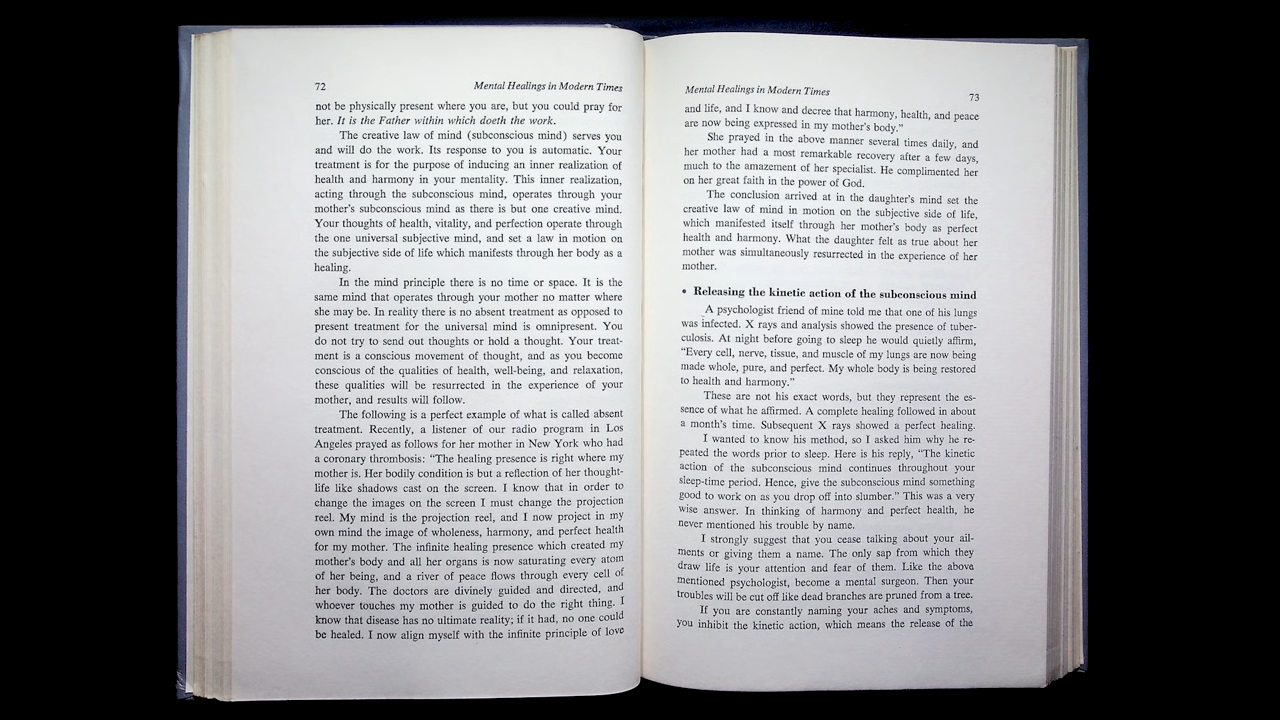 72
Mental Healings in Modern Times
not be physically present where you are, but you could pray for
her. It is the Father within which doeth the work.
The creative law of mind (subconscious mind) serves you
and will do the work. Its response to you is automatic. Your
treatment is for the purpose of inducing an inner realization of
health and harmony in your mentality. This inner realization,
acting through the subconscious mind, operates through your
mother's subconscious mind as there is but one creative mind.
Your thoughts of health, vitality, and perfection operate through
the one universal subjective mind, and set a law in motion on
the subjective side of life which manifests through her body as a
healing.
In the mind principle there is no time or space. It is the
same mind that operates through your mother no matter where
she may be. In reality there is no absent treatment as opposed to
present treatment for the universal mind is omnipresent. You
do not try to send out thoughts or hold a thought. Your treat-
ment is a conscious movement of thought, and as you become
conscious of the qualities of health, well-being, and relaxation,
these qualities will be resurrected in the experience of your
mother, and results will follow.
The following is a perfect example of what is called absent
treatment. Recently, a listener of our radio program in Los
Angeles prayed as follows for her mother in New York who had
a coronary thrombosis: "The healing presence is right where my
mother is. Her bodily condition is but a reflection of her thought-
life like shadows cast on the screen. I know that in order to
change the images on the screen I must change the projection
reel. My mind is the projection reel, and I now project in my
own mind the image of wholeness, harmony, and perfect health
for my mother. The infinite healing presence which created my
mother's body and all her organs is now saturating every atom
of her being, and a river of peace flows through every cell of
her body. The doctors are divinely guided and directed, and
whoever touches my mother is guided to do the right thing. I
know that disease has no ultimate reality; if it had, no one could
be healed. I now align myself with the infinite principle of love
Mental Healings in Modern Times
73
and life, and I know and decree that harmony, health, and peace
are now being expressed in my mother's body."
She prayed in the above manner several times daily, and
her mother had a most remarkable recovery after a few days,
much to the amazement of her specialist. He complimented her
on her great faith in the power of God.
The conclusion arrived at in the daughter's mind set the
creative law of mind in motion on the subjective side of life,
which manifested itself through her mother's body as perfect
health and harmony. What the daughter felt as true about her
mother was simultaneously resurrected in the experience of her
mother.
• Releasing the kinetic action of the subconscious mind
A psychologist friend of mine told me that one of his lungs
was infected. X rays and analysis showed the presence of tuber-
culosis. At night before going to sleep he would quietly affirm,
"Every cell, nerve, tissue, and muscle of my lungs are now being
made whole, pure, and perfect. My whole body is being restored
to health and harmony."
These are not his exact words, but they represent the es-
sence of what he affirmed. A complete healing followed in about
a month's time. Subsequent X rays showed a perfect healing.
I wanted to know his method, so I asked him why he re-
peated the words prior to sleep. Here is his reply, "The kinetic
action of the subconscious mind continues throughout your
sleep-time period. Hence, give the subconscious mind something
good to work on as you drop off into slumber." This was a very
wise answer. In thinking of harmony and perfect health, he
never mentioned his trouble by name.
I strongly suggest that you cease talking about your ail-
ments or giving them a name. The only sap from which they
draw life is your attention and fear of them. Like the above
mentioned psychologist, become a mental surgeon. Then your
troubles will be cut off like dead branches are pruned from a tree.
If you are constantly naming your aches and symptoms,
you inhibit the kinetic action, which means the release of the